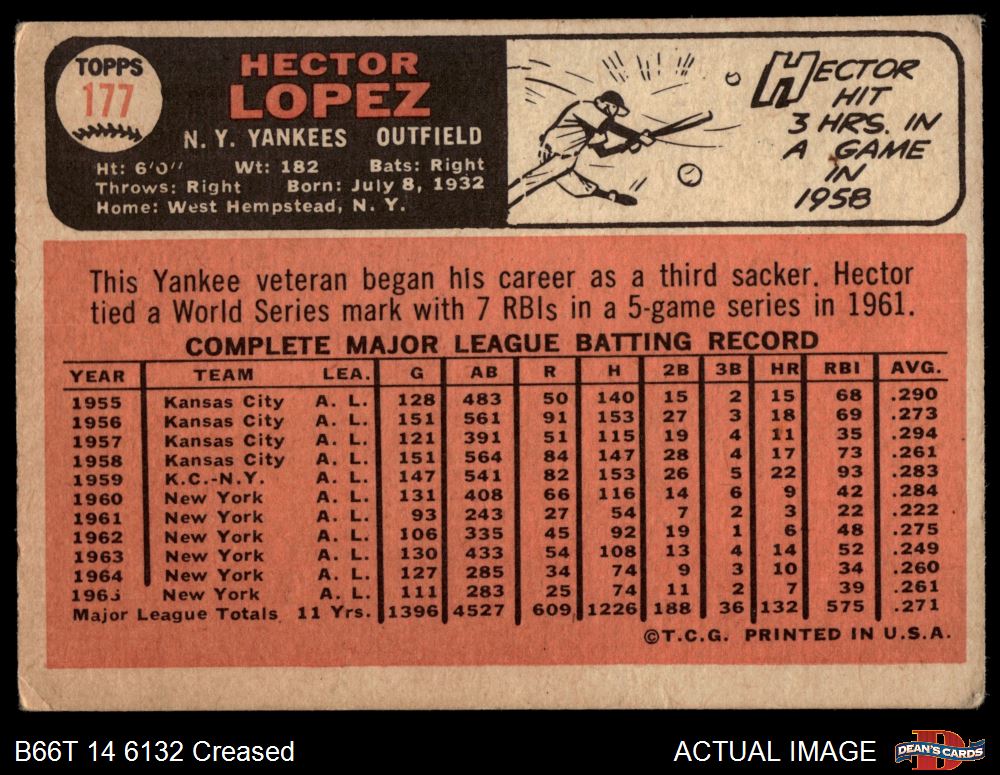 TOPPS
177
HECTOR
LOPEZ
N. Y. YANKEES OUTFIELD
Ht: 6'0" Wt: 182 Bats: Right
Throws: Right Born: July 8, 1932
Home: West Hempstead, N. Y.
HECTOR
HIT
3 HRS. IN
A GAME
IN
1958
This Yankee veteran began his career as a third sacker. Hector
tied a World Series mark with 7 RBIs in a 5-game series in 1961.
COMPLETE MAJOR LEAGUE BATTING RECORD
YEAR TEAM LEA. G AB R H 2B 3B HR RBI AVG.
1955 Kansas City A. L. 128 483 50 140 15 2 15 68 .290
1956 Kansas City A. L. 151 561 91 153 27 3 18 69 .273
1957 Kansas City A. L. 121 391 51 115 19 4 11 35 .294
1958 Kansas City A. L. 151 564 84 147 28 4 17 73 .261
1959 K.C.-N.Y. A. L. 147 541 82 153 26 5 22 93 .283
1960 New York A. L. 131 408 66 116 14 6 9 42 .284
1961 New York A. L. 93 243 27 54 7 2 3 22 .222
1962 New York A. L. 106 335 45 92 19 1 6 48 .275
1963 New York A. L. 130 433 54 108 13 4 14 52 .249
1964 New York A. L. 127 285 34 74 9 3 10 34 .260
1965 New York A. L. 111 283 25 74 11 2 7 39 .261
Major League Totals 11 Yrs. 1396 4527 609 1226 188 36 132 575 .271
©T.C.G. PRINTED IN U.S.A.
B66T 14 6132 Creased
ACTUAL IMAGE
DEAN'S CARDS